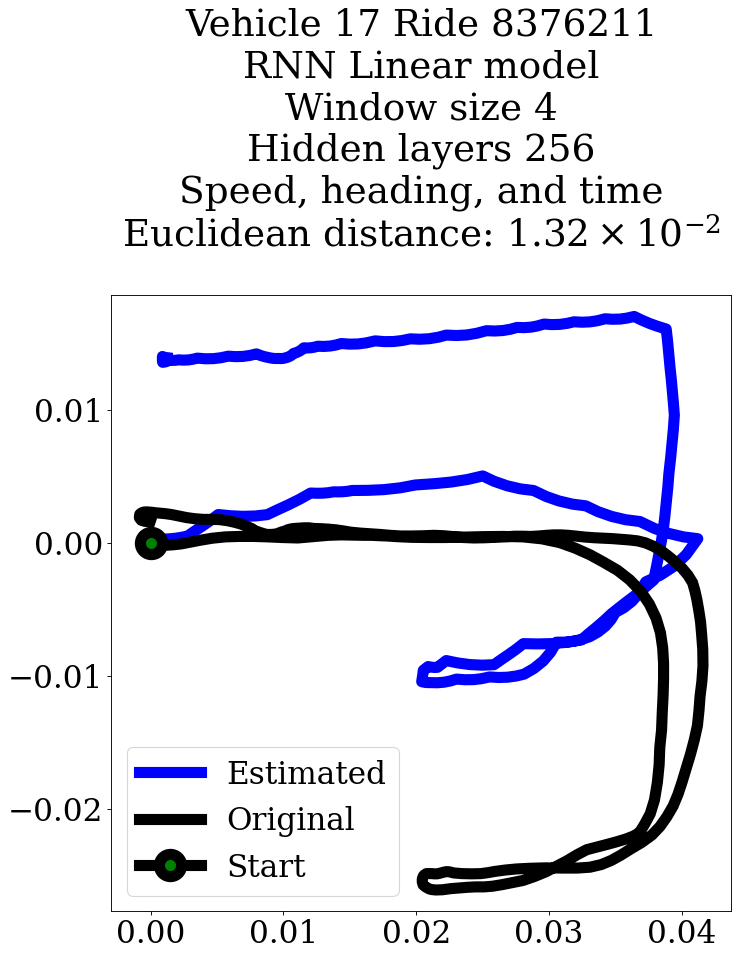 Vehicle 17 Ride 8376211
RNN Linear model
Window size 4
Hidden layers 256
Speed, heading, and time
Euclidean distance: 1.32 × 10⁻²
0.01
0.00
−0.01
−0.02
Estimated
Original
Start
0.00 0.01 0.02 0.03 0.04